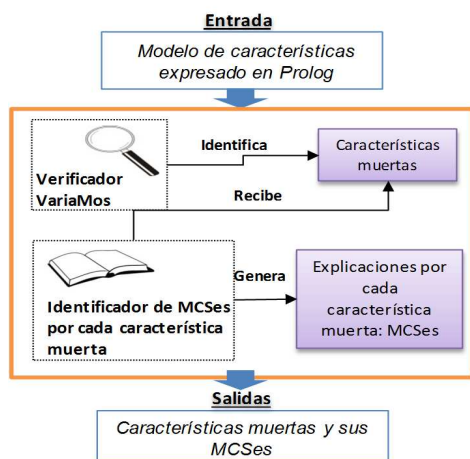 Entrada
Modelo de características
expresado en Prolog
Identifica
Verificador
VariaMos
Características
muertas
Recibe
Identificador de MCSes
por cada característica
muerta
Genera
Explicaciones por
cada
característica
muerta: MCSes
Salidas
Características muertas y sus
MCSes